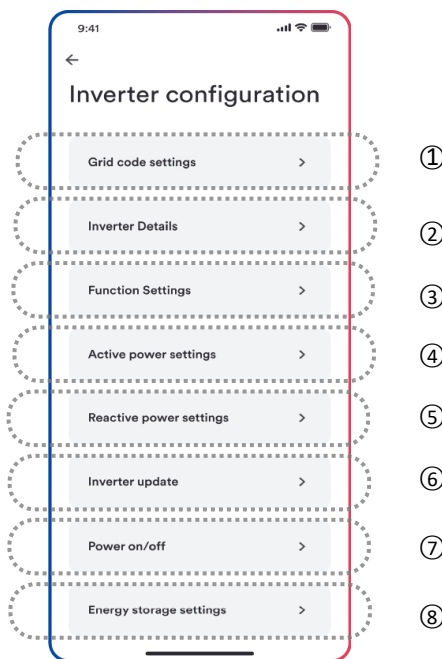 9:41
Inverter configuration
Grid code settings
①
Inverter Details
②
Function Settings
③
Active power settings
④
Reactive power settings
⑤
Inverter update
⑥
Power on/off
⑦
Energy storage settings
⑧